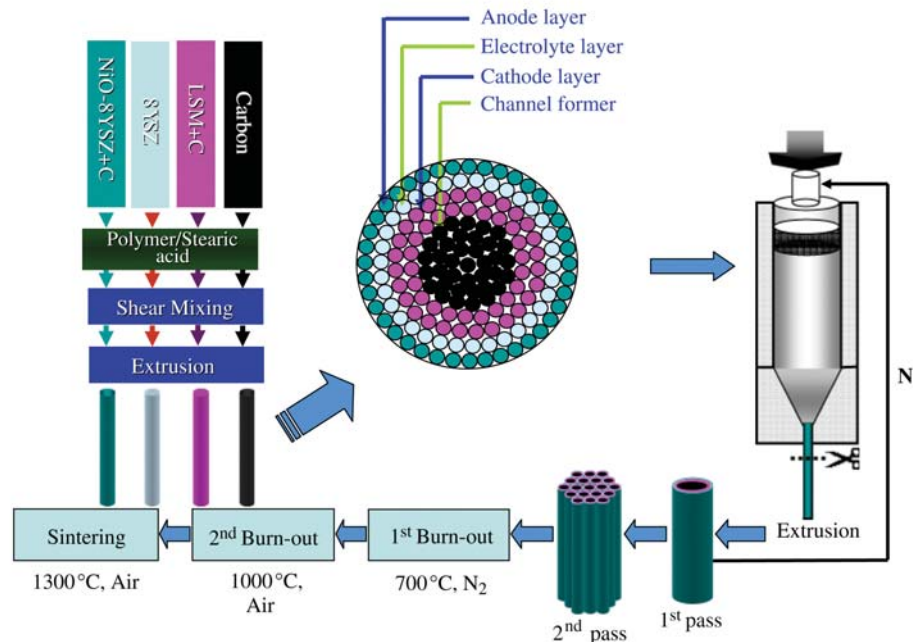 Anode layer
Electrolyte layer
Cathode layer
Channel former
NiO-8YSZ+C
8YSZ
LSM+C
Carbon
Polymer/Stearic
acid
Shear Mixing
Extrusion
N
Extrusion
1st pass
2nd pass
1st Burn-out
700°C, N₂
2nd Burn-out
1000°C,
Air
Sintering
1300°C, Air